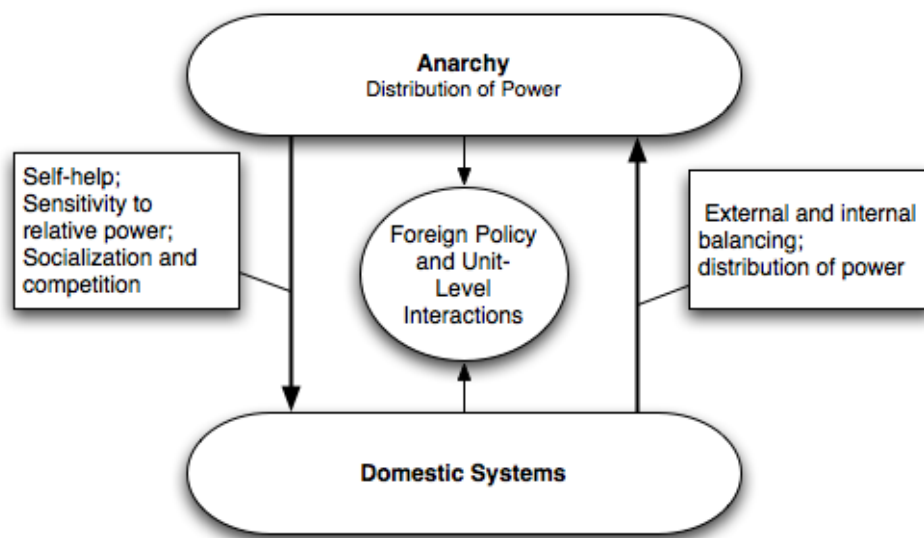 Anarchy
Distribution of Power
Self-help;
Sensitivity to
relative power;
Socialization and
competition
Foreign Policy
and Unit-
Level
Interactions
External and internal
balancing;
distribution of power
Domestic Systems